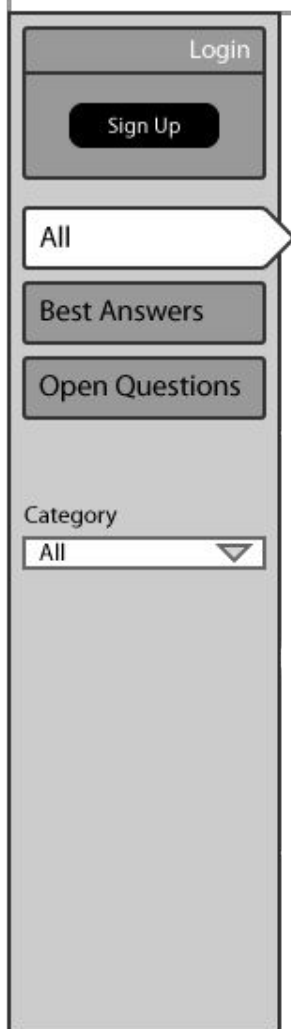 Login
Sign Up
All
Best Answers
Open Questions
Category
All